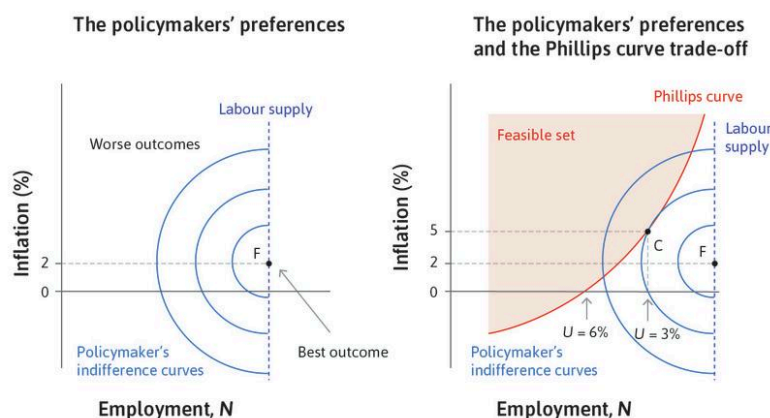 The policymakers' preferences
Labour supply
Worse outcomes
Inflation (%)
F
2
0
Policymaker's
indifference curves
Best outcome
Employment, N
The policymakers' preferences
and the Phillips curve trade-off
Phillips curve
Feasible set
Labour
supply
Inflation (%)
5
C
F
2
0
U = 6%
U = 3%
Policymaker's
indifference curves
Employment, N